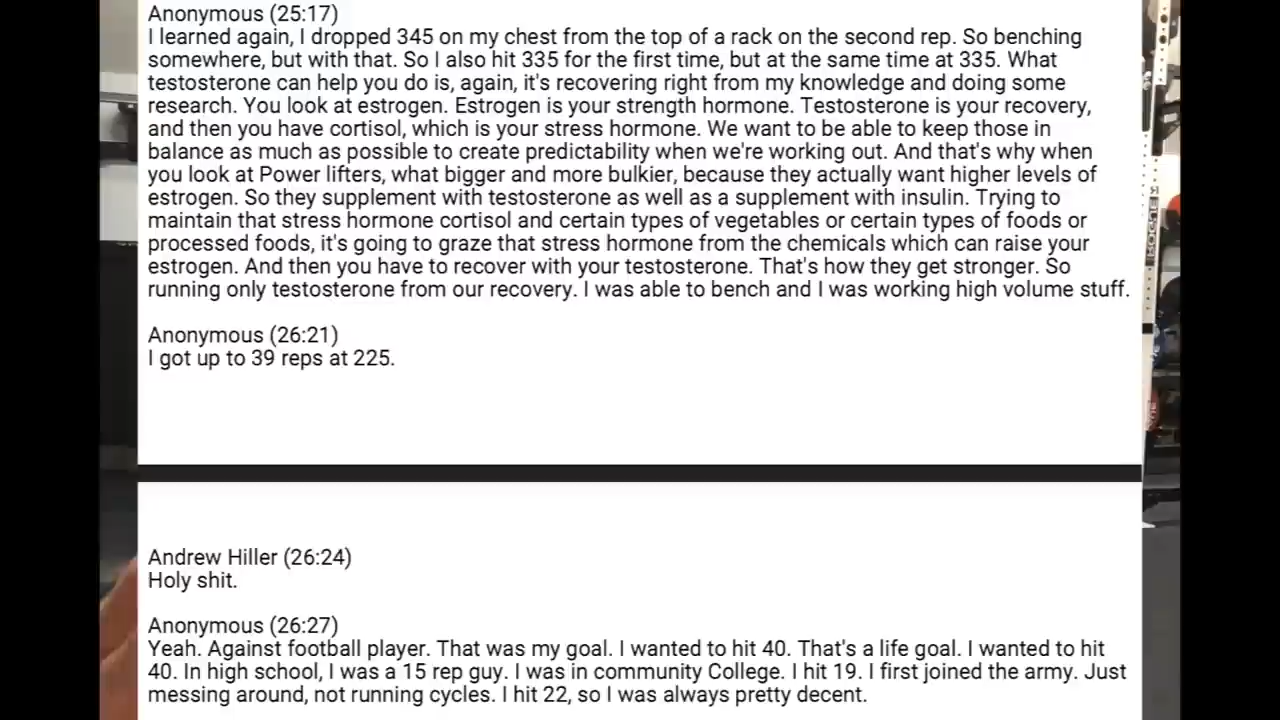 Anonymous (25:17)
I learned again, I dropped 345 on my chest from the top of a rack on the second rep. So benching
somewhere, but with that. So I also hit 335 for the first time, but at the same time at 335. What
testosterone can help you do is, again, it's recovering right from my knowledge and doing some
research. You look at estrogen. Estrogen is your strength hormone. Testosterone is your recovery,
and then you have cortisol, which is your stress hormone. We want to be able to keep those in
balance as much as possible to create predictability when we're working out. And that's why when
you look at Power lifters, what bigger and more bulkier, because they actually want higher levels of
estrogen. So they supplement with testosterone as well as a supplement with insulin. Trying to
maintain that stress hormone cortisol and certain types of vegetables or certain types of foods or
processed foods, it's going to graze that stress hormone from the chemicals which can raise your
estrogen. And then you have to recover with your testosterone. That's how they get stronger. So
running only testosterone from our recovery. I was able to bench and I was working high volume stuff.
Anonymous (26:21)
I got up to 39 reps at 225.
Andrew Hiller (26:24)
Holy shit.
Anonymous (26:27)
Yeah. Against football player. That was my goal. I wanted to hit 40. That's a life goal. I wanted to hit
40. In high school, I was a 15 rep guy. I was in community College. I hit 19. I first joined the army. Just
messing around, not running cycles. I hit 22, so I was always pretty decent.